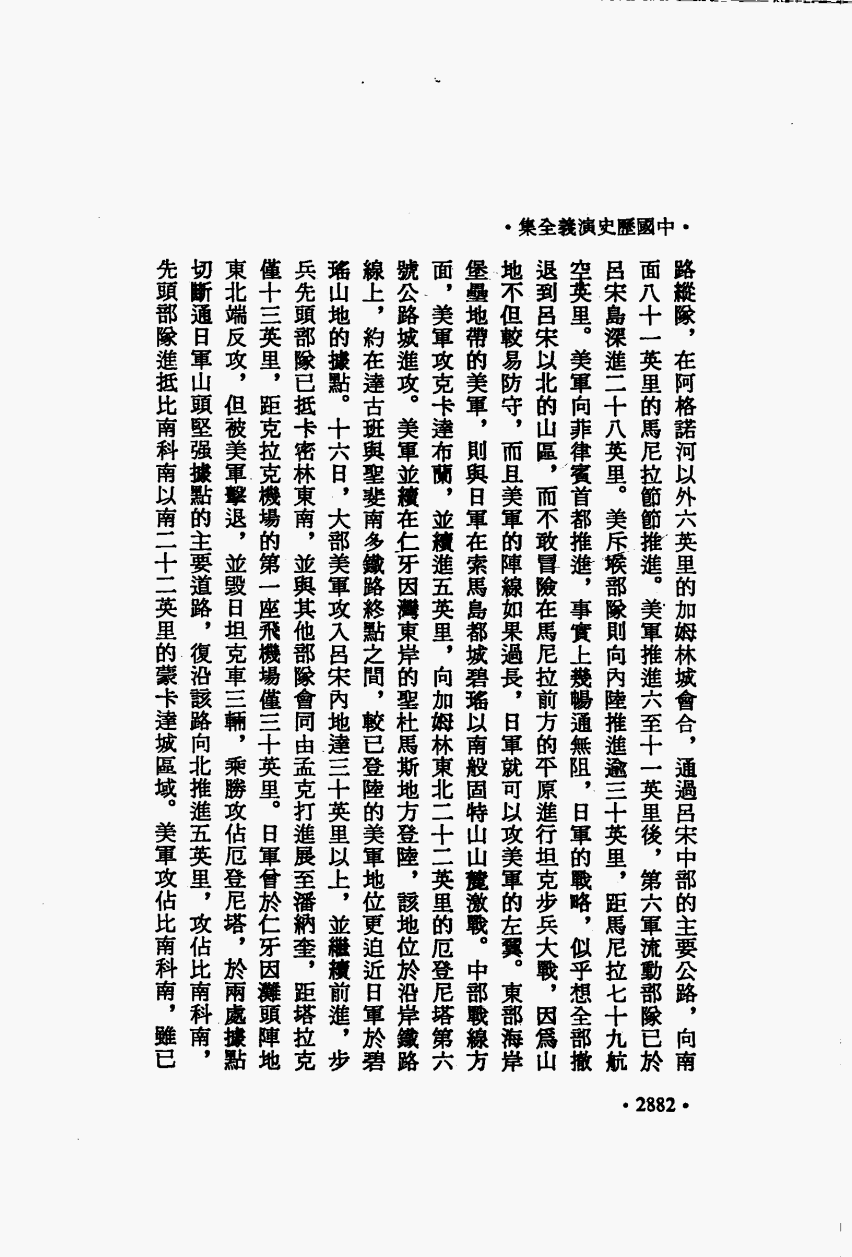 ·中國歷史演義全集·
路縱隊，在阿格諾河以外六英里的加姆林城會合，通過呂宋中部的主要公路，向南
面八十一英里的馬尼拉節節推進。美軍推進六至十一英里後，第六軍流動部隊已於
呂宋島深進二十八英里。美斥堠部隊則向內陸推進逾三十英里，距馬尼拉七十九航
空英里。美軍向菲律賓首都推進，事實上幾暢通無阻，日軍的戰略，似乎想全部撤
退到呂宋以北的山區，而不敢冒險在馬尼拉前方的平原進行坦克步兵大戰，因爲山
地不但較易防守，而且美軍的陣線如果過長，日軍就可以攻美軍的左翼。東部海岸
堡壘地帶的美軍，則與日軍在索馬島都城碧瑤以南般固特山山麓激戰。中部戰線方
面，美軍攻克卡達布蘭，並續進五英里，向加姆林東北二十二英里的厄登尼塔第六
號公路城進攻。美軍並續在仁牙因灣東岸的聖杜馬斯地方登陸，該地位於沿岸鐵路
線上，約在達古班與聖斐南多鐵路終點之間，較已登陸的美軍地位更迫近日軍於碧
瑤山地的據點。十六日，大部美軍攻入呂宋內地達三十英里以上，並繼續前進，步
兵先頭部隊已抵卡密林東南，並與其他部隊會同由孟克打進展至潘納奎，距塔拉克
僅十三英里，距克拉克機場的第一座飛機場僅三十英里。日軍曾於仁牙因灘頭陣地
東北端反攻，但被美軍擊退，並毀日坦克車三輛，乘勝攻佔厄登尼塔，於兩處據點
切斷通日軍山頭堅强據點的主要道路，復沿該路向北推進五英里，攻佔比南科南，
先頭部隊進抵比南科南以南二十二英里的蒙卡達城區域。美軍攻佔比南科南，雖已
·2882·